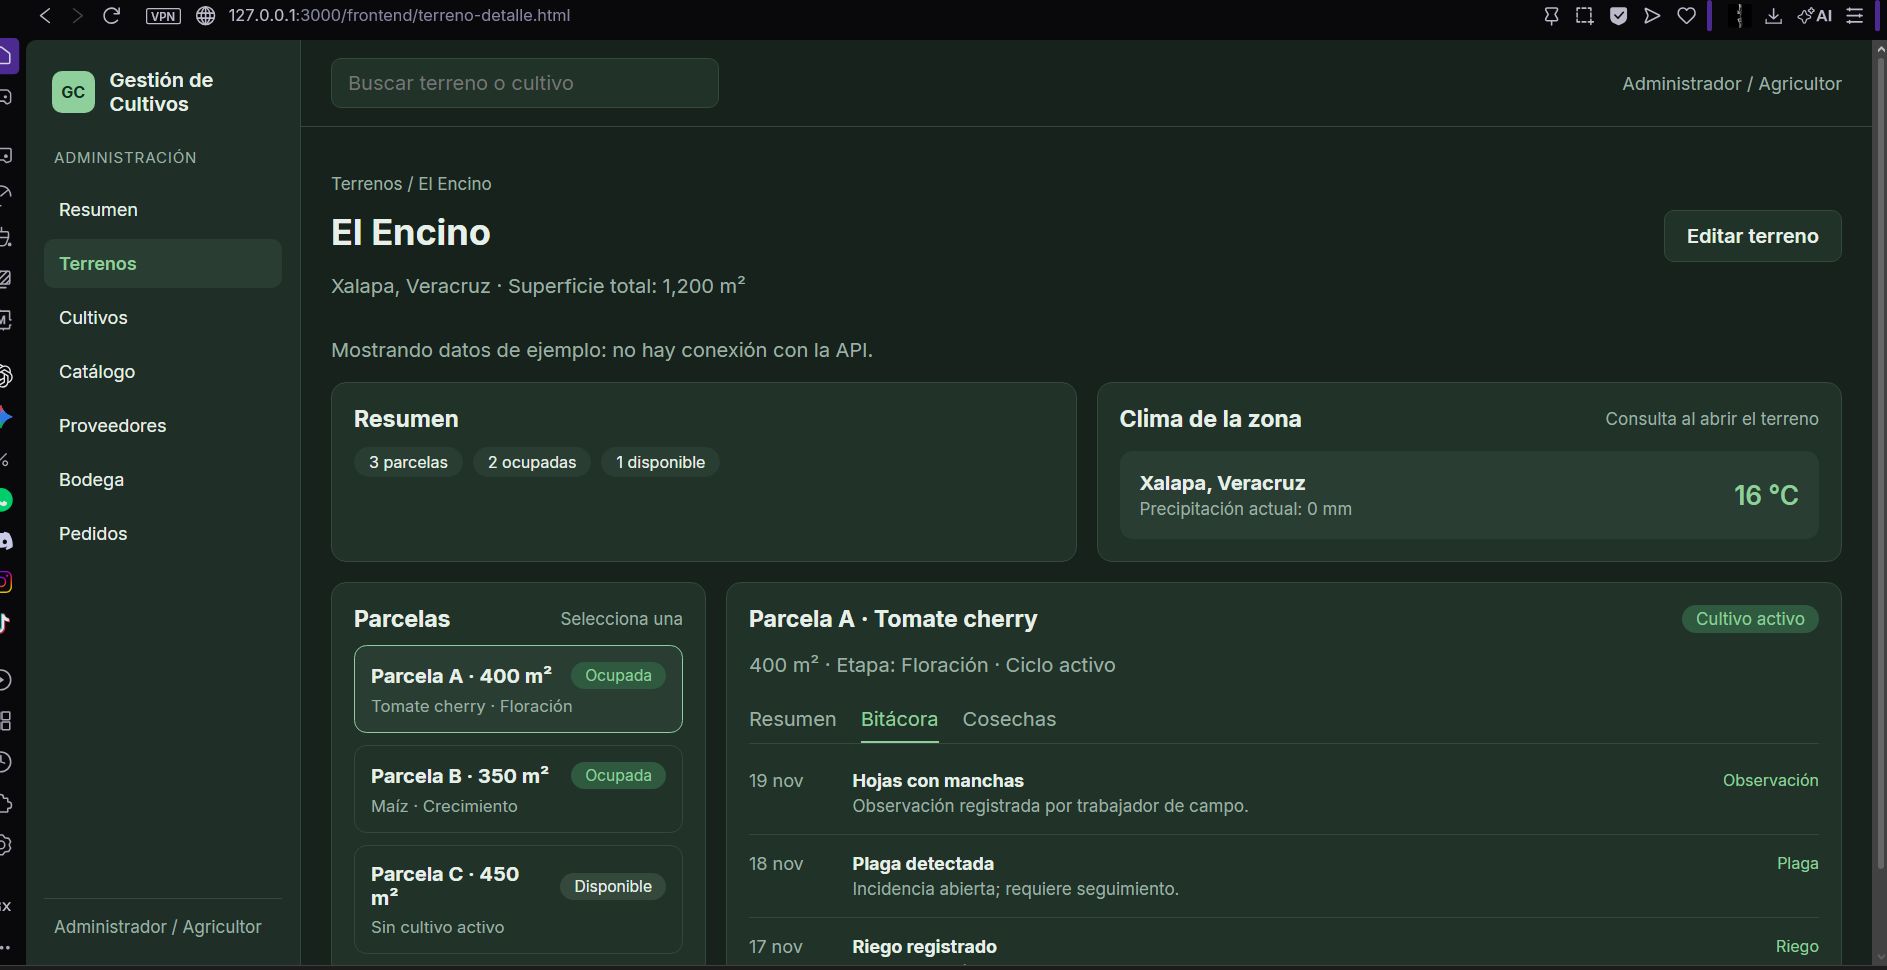 VPN
127.0.0.1:3000/frontend/terreno-detalle.html
AI
GC
Gestión de
Cultivos
ADMINISTRACIÓN
Resumen
Terrenos
Cultivos
Catálogo
Proveedores
Bodega
Pedidos
Administrador / Agricultor
Buscar terreno o cultivo
Administrador / Agricultor
Terrenos / El Encino
El Encino
Editar terreno
Xalapa, Veracruz · Superficie total: 1,200 m²
Mostrando datos de ejemplo: no hay conexión con la API.
Resumen
3 parcelas
2 ocupadas
1 disponible
Clima de la zona
Consulta al abrir el terreno
Xalapa, Veracruz
Precipitación actual: 0 mm
16 °C
Parcelas
Selecciona una
Parcela A · 400 m²
Ocupada
Tomate cherry · Floración
Parcela B · 350 m²
Ocupada
Maíz · Crecimiento
Parcela C · 450
m²
Disponible
Sin cultivo activo
Parcela A · Tomate cherry
Cultivo activo
400 m² · Etapa: Floración · Ciclo activo
Resumen
Bitácora
Cosechas
19 nov
Hojas con manchas
Observación
Observación registrada por trabajador de campo.
18 nov
Plaga detectada
Plaga
Incidencia abierta; requiere seguimiento.
17 nov
Riego registrado
Riego